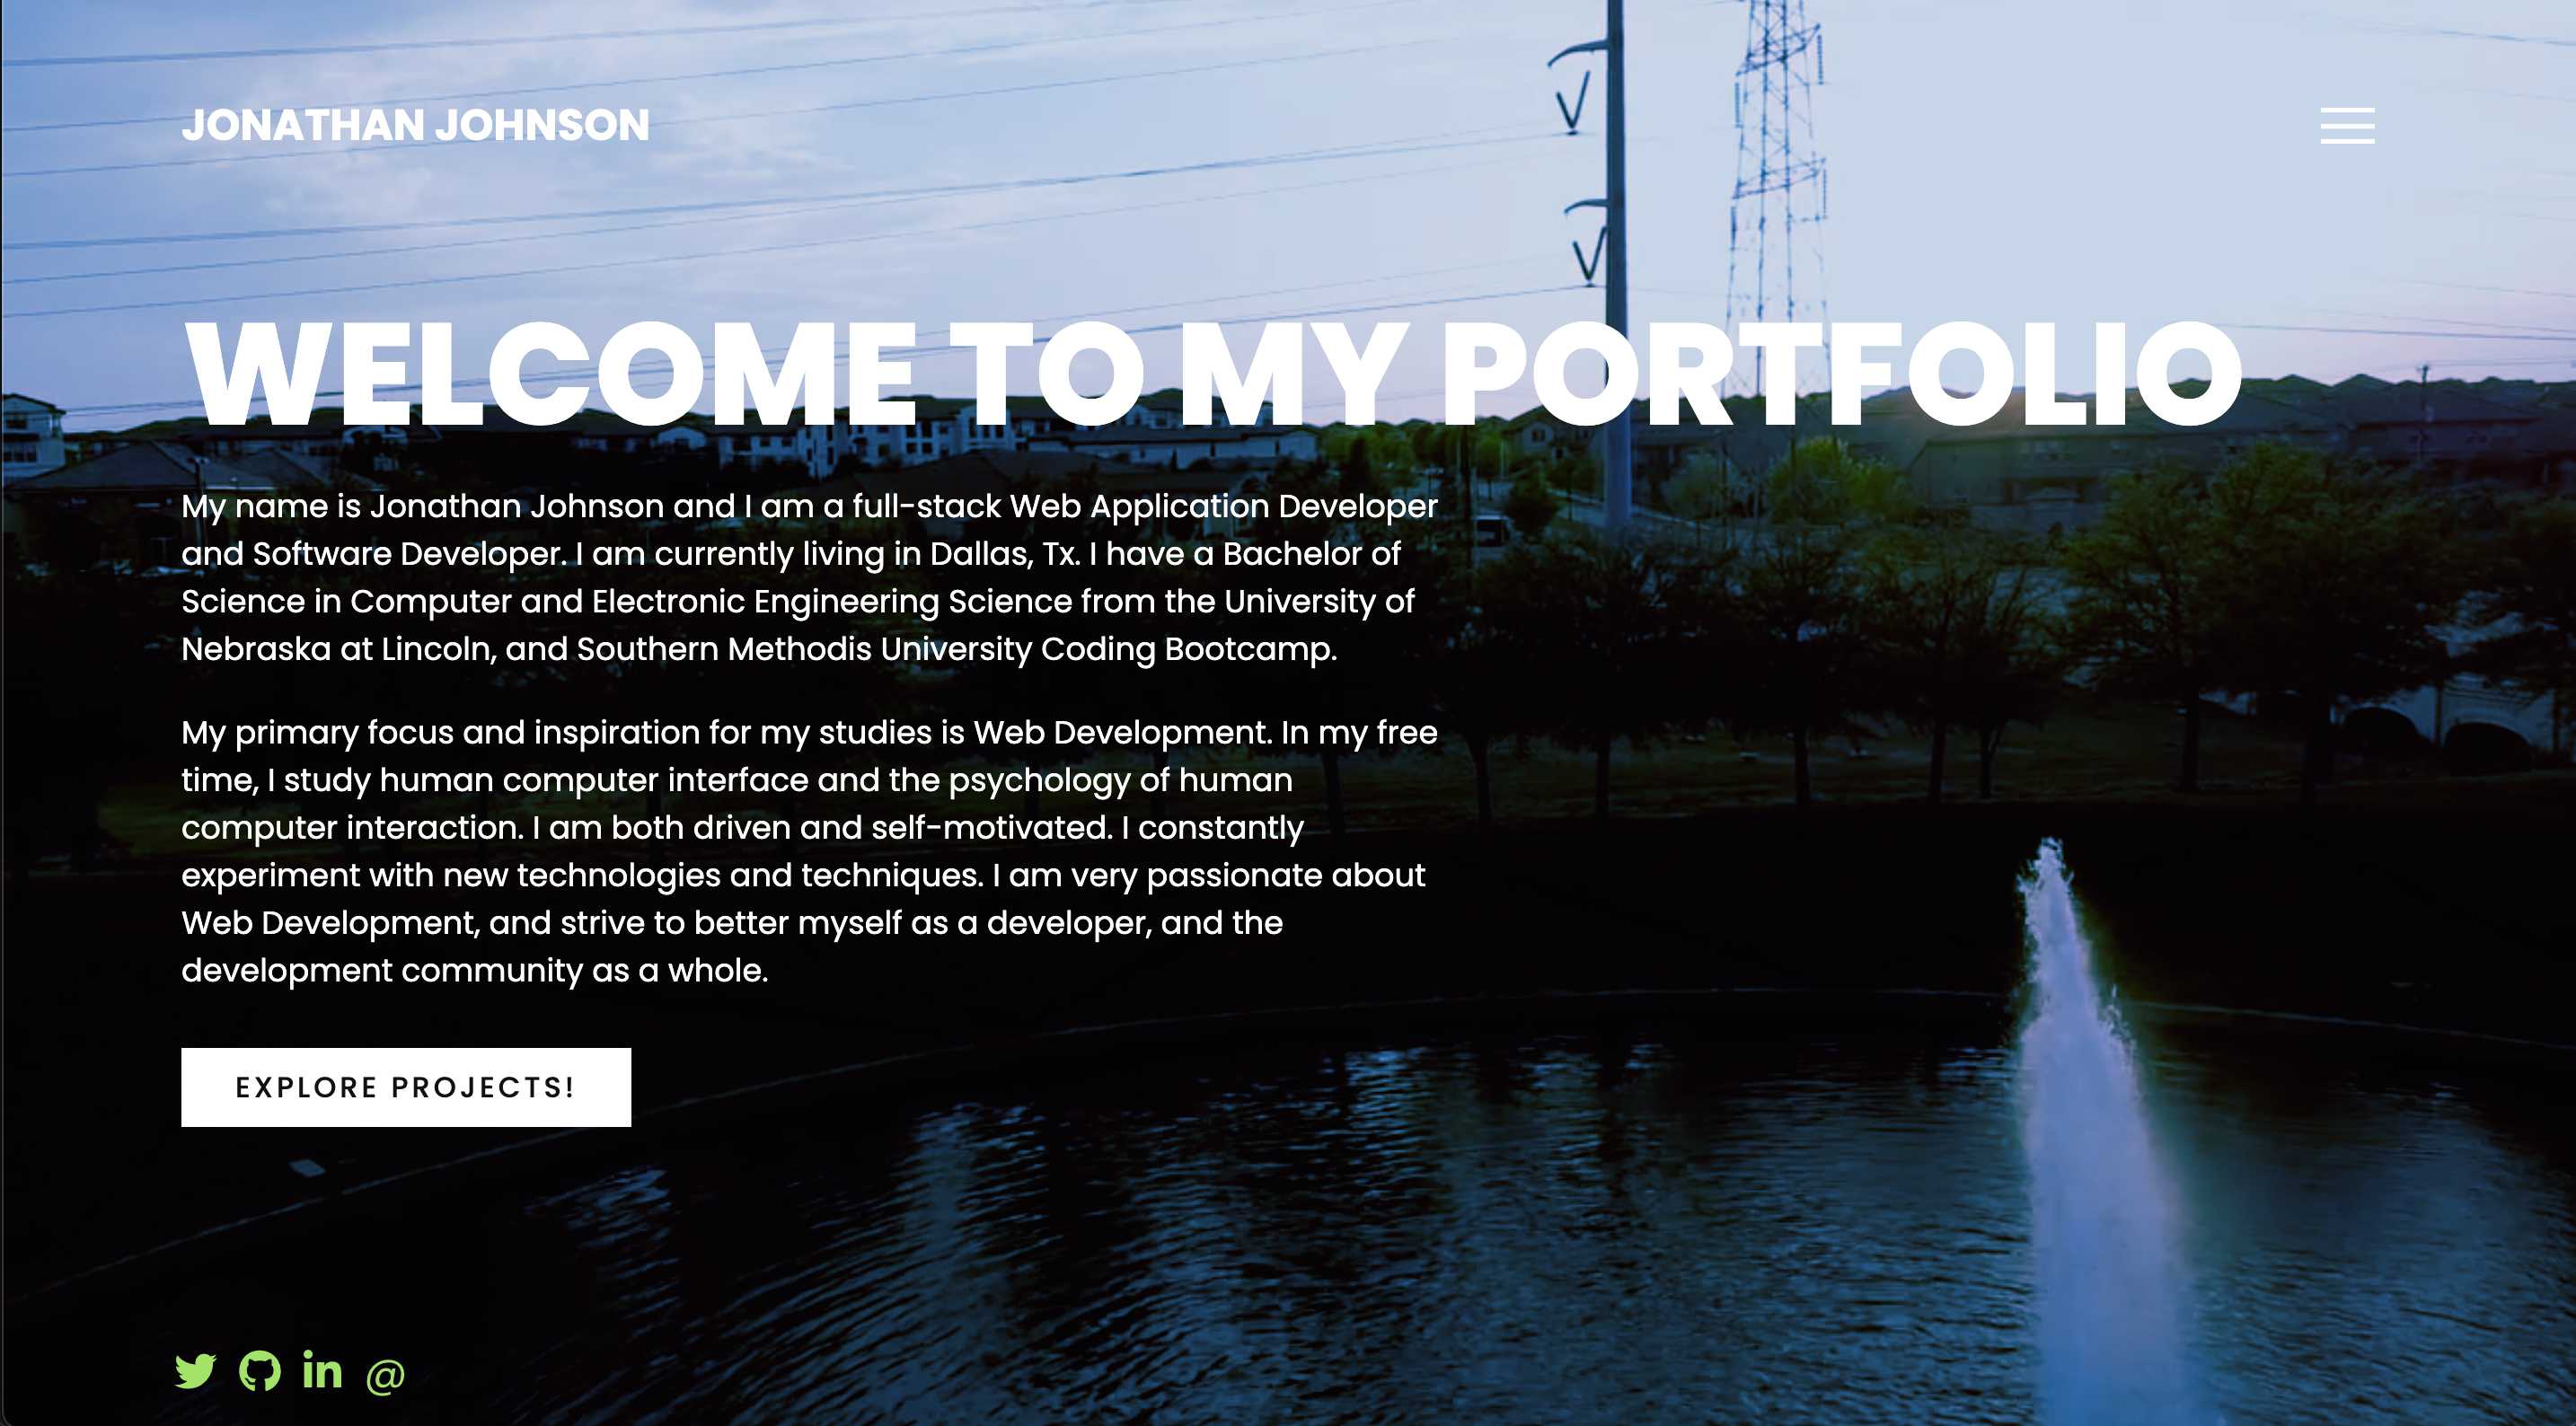 JONATHAN JOHNSON
WELCOME TO MY PORTFOLIO
My name is Jonathan Johnson and I am a full-stack Web Application Developer
and Software Developer. I am currently living in Dallas, Tx. I have a Bachelor of
Science in Computer and Electronic Engineering Science from the University of
Nebraska at Lincoln, and Southern Methodis University Coding Bootcamp.
My primary focus and inspiration for my studies is Web Development. In my free
time, I study human computer interface and the psychology of human
computer interaction. I am both driven and self-motivated. I constantly
experiment with new technologies and techniques. I am very passionate about
Web Development, and strive to better myself as a developer, and the
development community as a whole.
EXPLORE PROJECTS!
in @